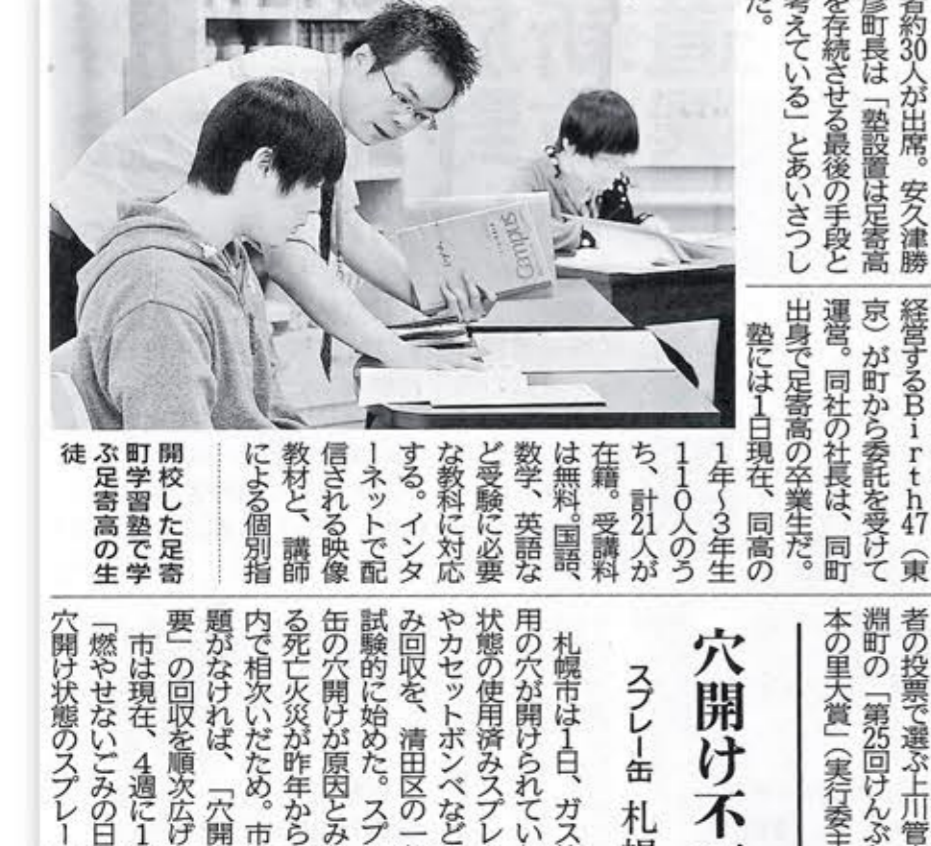 者約30人が出席。安久津勝
彦町長は「塾設置は足寄高
を存続させる最後の手段と
考えている」とあいさつし
た。
経営するBirth47（東
京）が町から委託を受けて
運営。同社の社長は、同町
出身で足寄高の卒業生だ。
塾には1日現在、同高の
1年～3年生
110人のう
ち、計21人が
在籍。受講料
は無料。国語、
数学、英語な
ど受験に必要
な教科に対応
する。インタ
ーネットで配
信される映像
教材と、講師
による個別指
開校した足寄
町学習塾で学
ぶ足寄高の生
徒
Campus
者の投票で選ぶ上川管
淵町の「第25回けんぶ
本の里大賞」（実行委主
穴開け不
スプレー缶 札幌
札幌市は1日、ガス
用の穴が開けられてい
状態の使用済みスプレ
やカセットボンベなど
み回収を、清田区の一
試験的に始めた。スプ
缶の穴開けが原因とみ
る死亡火災が昨年から
内で相次いだため。市
題がなければ、「穴開
要」の回収を順次広げ
市は現在、4週に1
「燃やせないごみの日
穴開け状態のスプレー